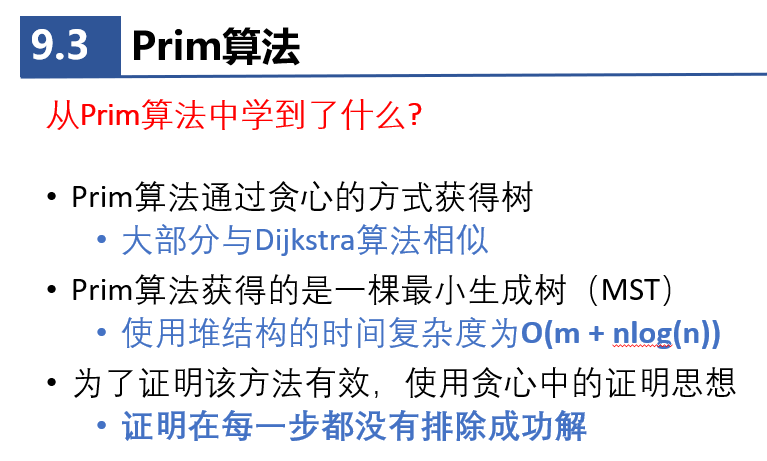 9.3 Prim算法
从Prim算法中学到了什么?
• Prim算法通过贪心的方式获得树
• 大部分与Dijkstra算法相似
• Prim算法获得的是一棵最小生成树（MST）
• 使用堆结构的时间复杂度为O(m + nlog(n))
• 为了证明该方法有效，使用贪心中的证明思想
• 证明在每一步都没有排除成功解